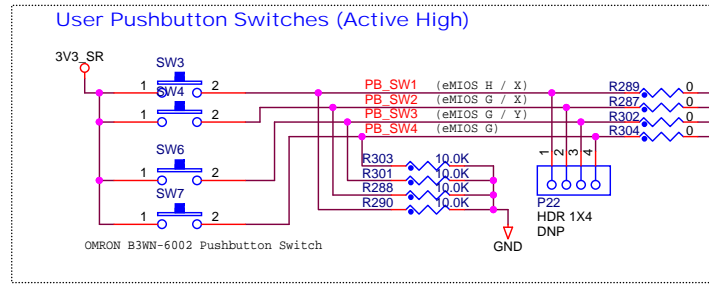 User Pushbutton Switches (Active High)
3V3_SR
SW3
1 2
PB_SW1 (eMIOS H / X)
R289 0
SW4
PB_SW2 (eMIOS G / X)
R287 0
1 2
PB_SW3 (eMIOS G / Y)
R302 0
PB_SW4 (eMIOS G)
R304 0
SW6
1 2
R303 10.0K
R301 10.0K
R288 10.0K
R290 10.0K
1 2 3 4
SW7
1 2
P22
HDR 1X4
DNP
OMRON B3WN-6002 Pushbutton Switch
GND